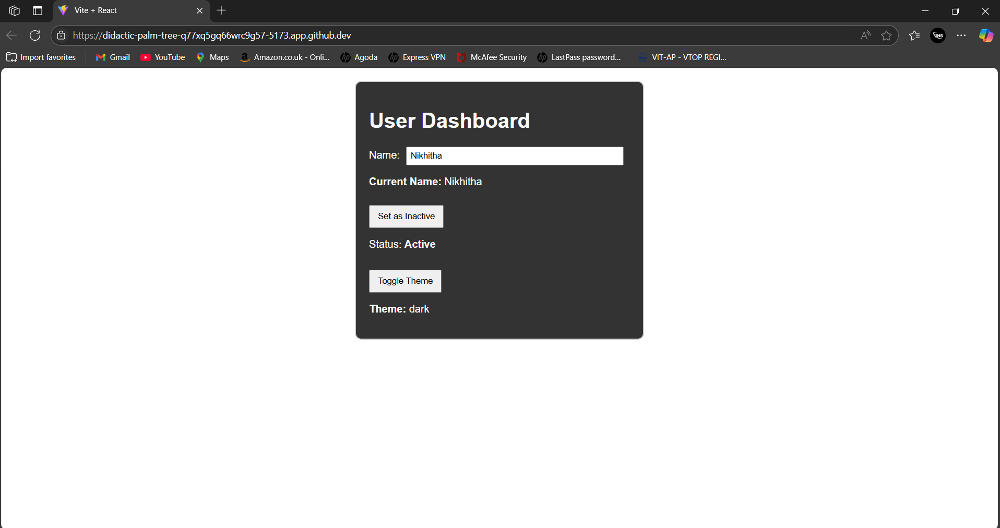 Vite + React
https://didactic-palm-tree-q77xq5gq66wrc9g57-5173.app.github.dev
Import favorites Gmail YouTube Maps Amazon.co.uk - Onli... Agoda Express VPN McAfee Security LastPass password... VIT-AP - VTOP REGI...
User Dashboard
Name: Nikhitha
Current Name: Nikhitha
Set as Inactive
Status: Active
Toggle Theme
Theme: dark